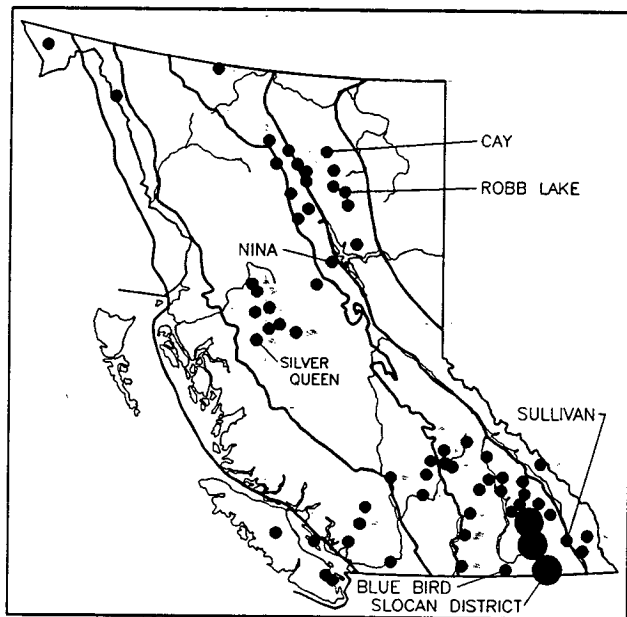 CAY
ROBB LAKE
NINA
SILVER
QUEEN
SULLIVAN
BLUE BIRD
SLOCAN DISTRICT